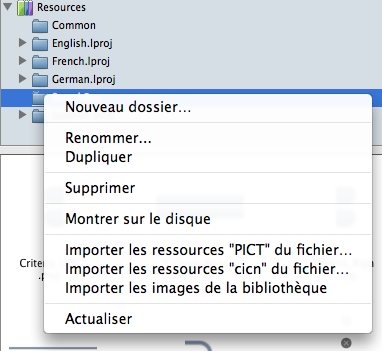 Resources
Common
English.lproj
French.lproj
German.lproj
Nouveau dossier...
Renommer...
Dupliquer
Supprimer
Montrer sur le disque
Importer les ressources "PICT" du fichier...
Importer les ressources "cicn" du fichier...
Importer les images de la bibliothèque
Actualiser